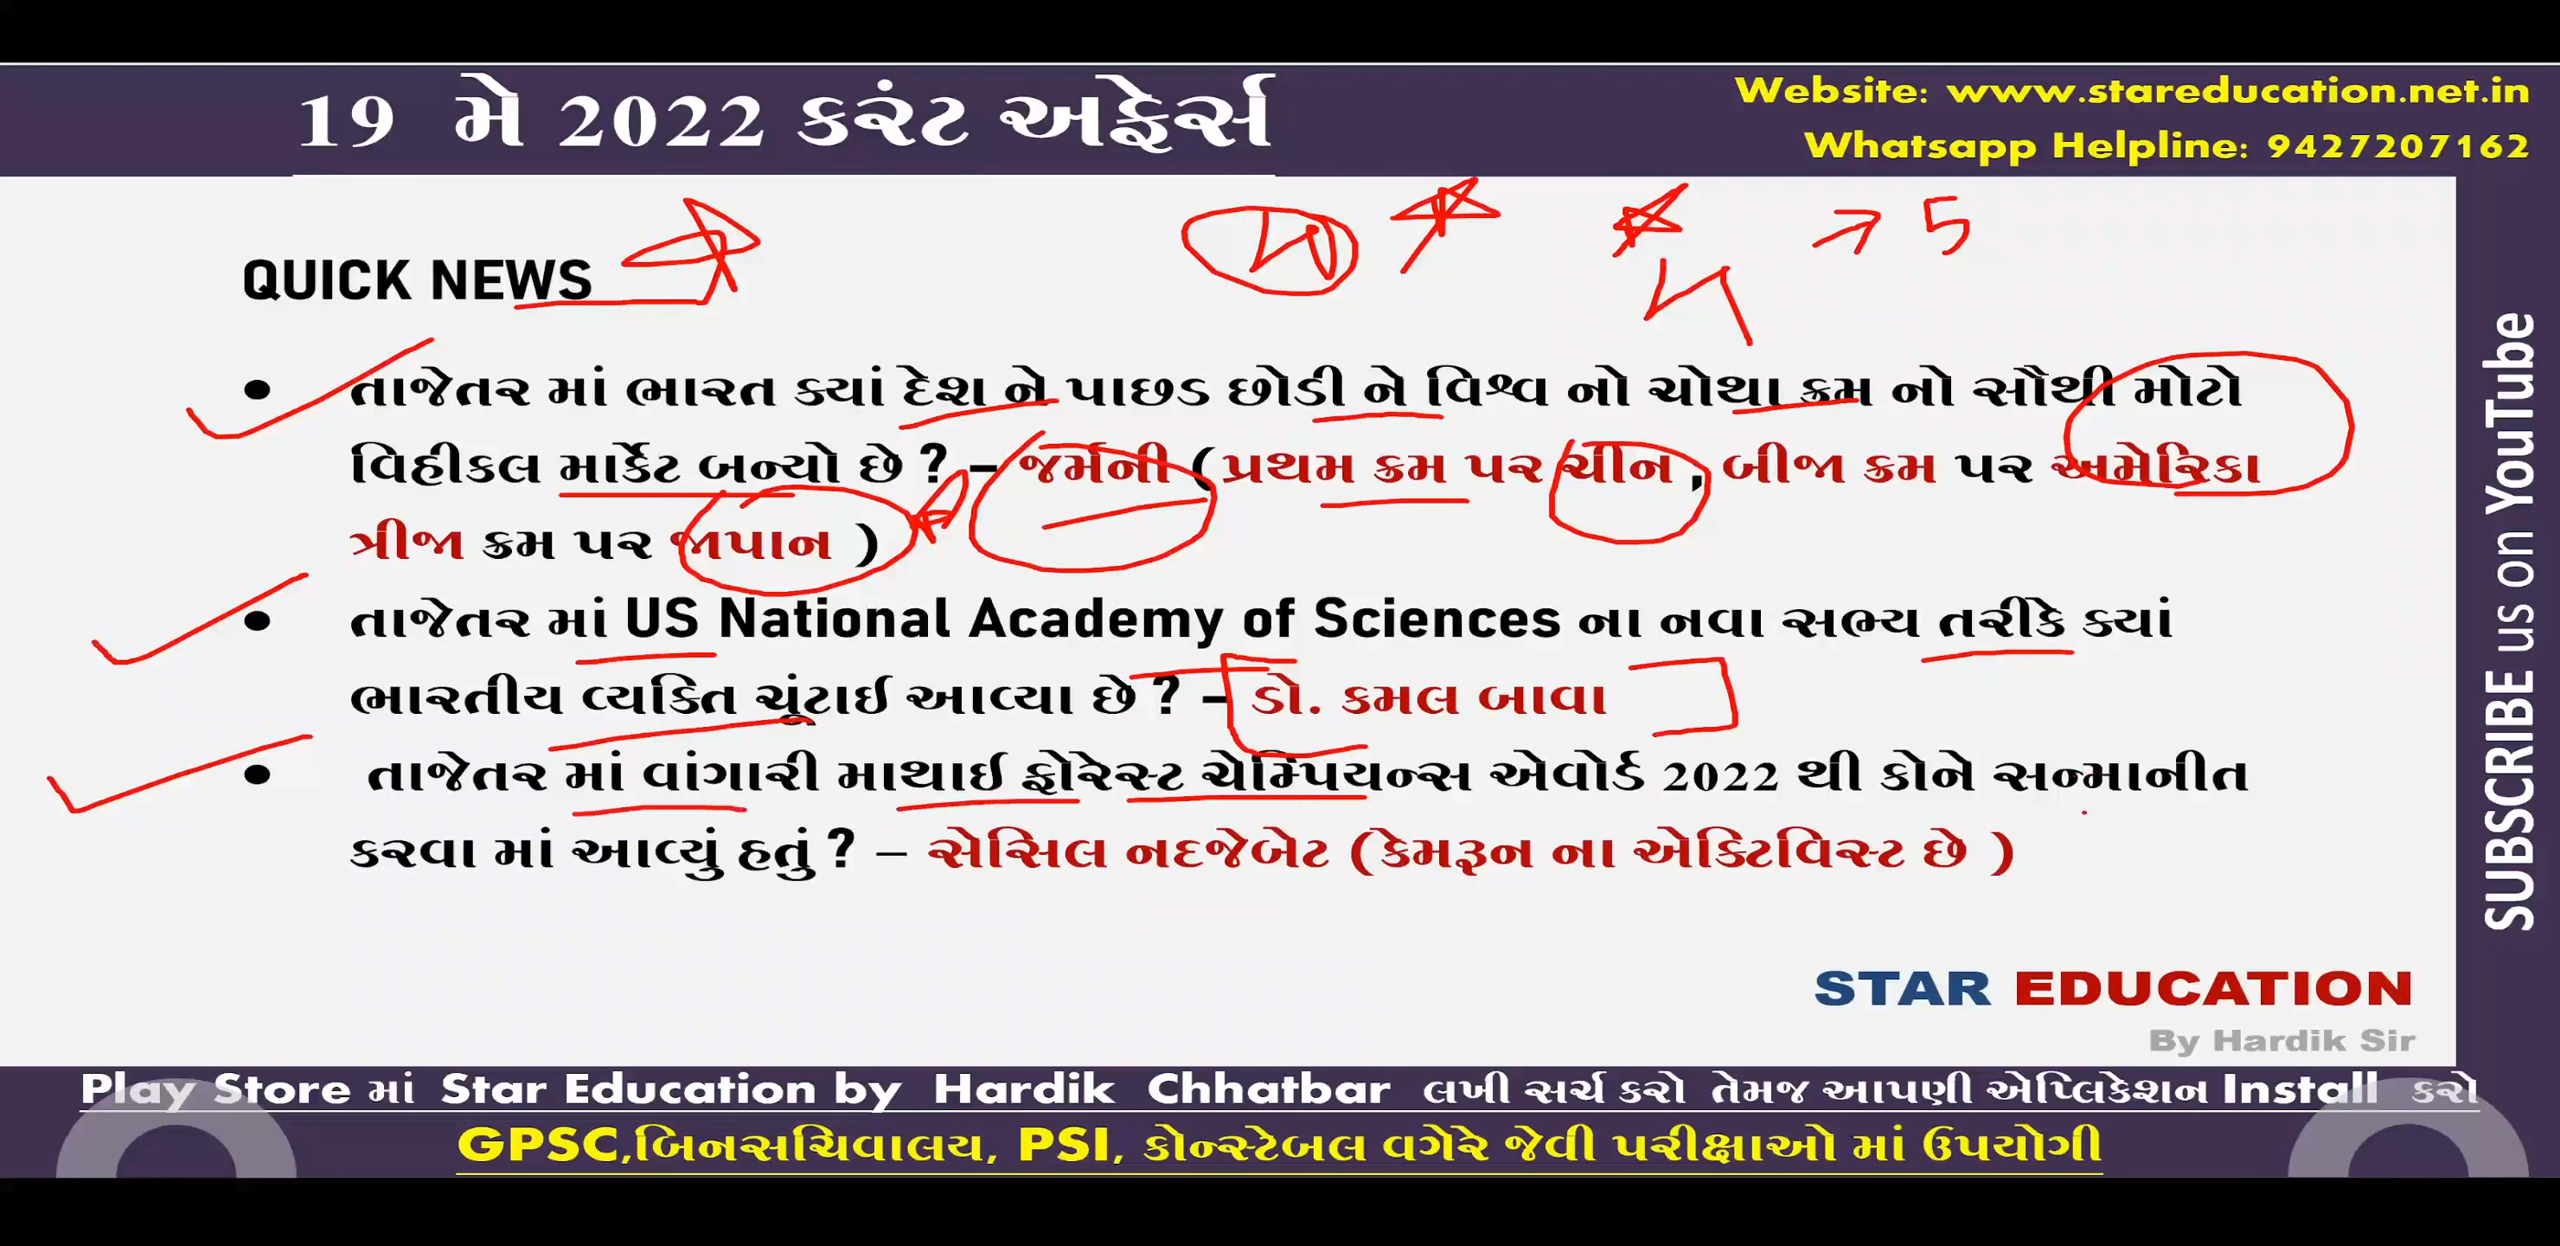 19 મે 2022 કરંટ અફેર્સ
Website: www.stareducation.net.in
Whatsapp Helpline: 9427207162
5
QUICK NEWS
• તાજેતર માં ભારત ક્યાં દેશ ને પાછડ છોડી ને વિશ્વ નો ચોથા ક્રમ નો સૌથી મોટો
વિહીકલ માર્કેટ બન્યો છે ? – જર્મની (પ્રથમ ક્રમ પર ચીન , બીજા ક્રમ પર અમેરિકા
ત્રીજા ક્રમ પર જાપાન )
• તાજેતર માં US National Academy of Sciences ના નવા સભ્ય તરીકે ક્યાં
ભારતીય વ્યક્તિ ચૂંટાઈ આવ્યા છે ? – ડો. કમલ બાવા
• તાજેતર માં વાંગારી માથાઈ ફોરેસ્ટ ચેમ્પિયન્સ એવોર્ડ 2022 થી કોને સન્માનીત
કરવા માં આવ્યું હતું ? – સેસિલ નદજેબેટ (કેમરૂન ના એક્ટિવિસ્ટ છે )
SUBSCRIBE us on YouTube
STAR EDUCATION
By Hardik Sir
Play Store માં Star Education by Hardik Chhatbar લખી સર્ચ કરો તેમજ આપણી એપ્લિકેશન Install કરો
GPSC,બિનસચિવાલય, PSI, કોન્સ્ટેબલ વગેરે જેવી પરીક્ષાઓ માં ઉપયોગી